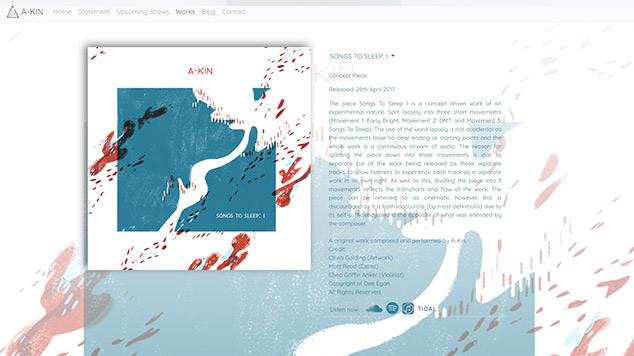 A-KIN Home Statement Upcoming Shows Works Blog Contact
A-KIN
SONGS TO SLEEP: I
SONGS TO SLEEP: I
Concept Piece
Released: 28th April 2017
The piece Songs To Sleep: I is a concept driven work of an
experimental nature. Split loosely into three short movements
(Movement 1: Early Bright, Movement 2: DMT and Movement 3:
Songs To Sleep). The use of the word loosely is not accidental as
the movements have no clear ending or starting points and the
whole work is a continuous stream of audio. The reason for
splitting the piece down into three movements is due to
separate cut of the work being released as three separate
tracks to allow listeners to experience each track as a separate
work in its own right. As well as this, dividing the piece into 3
movements reflects the transitions and flow of the work. The
piece can be referred to as cinematic however this is
discouraged as it is both inaccurate (by most definitions) due to
its self-sufficience and is the opposite of what was intended by
the composer.
A original work composed and performed by A-Kin
Credit:
Olivia Golding (Artwork)
Matt Read (Cellist)
Chloe Griffin Anker (Violinist)
Copyright of Dee Egan
All Rights Reserved
Listen now: TIDAL